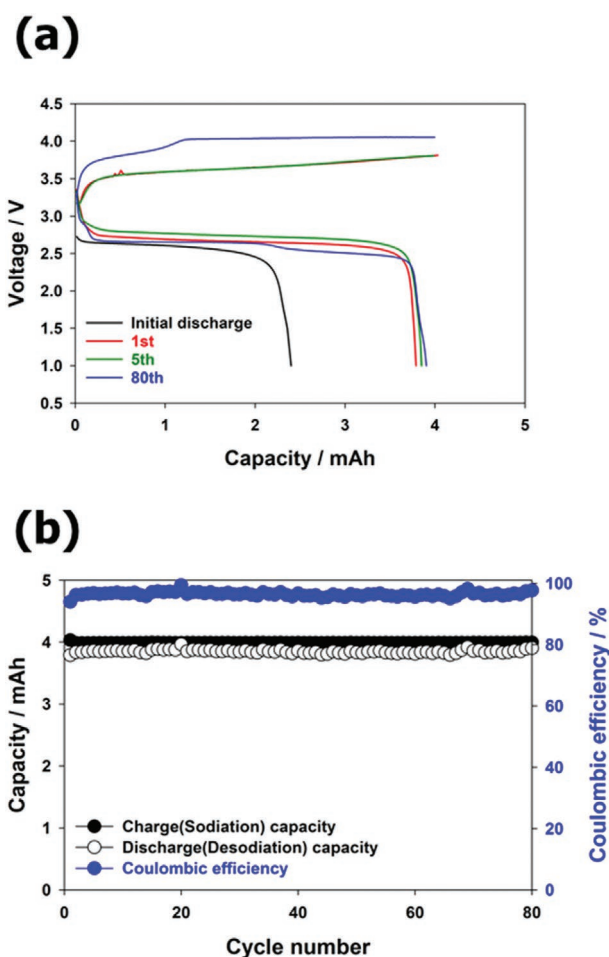 (a)
4.5
4.0
3.5
3.0
2.5
2.0
1.5
1.0
0.5
Voltage / V
Initial discharge
1st
5th
80th
0 1 2 3 4 5
Capacity / mAh
(b)
5
4
3
2
1
0
Capacity / mAh
100
80
60
40
20
0
Coulombic efficiency / %
Charge(Sodiation) capacity
Discharge(Desodiation) capacity
Coulombic efficiency
0 20 40 60 80
Cycle number